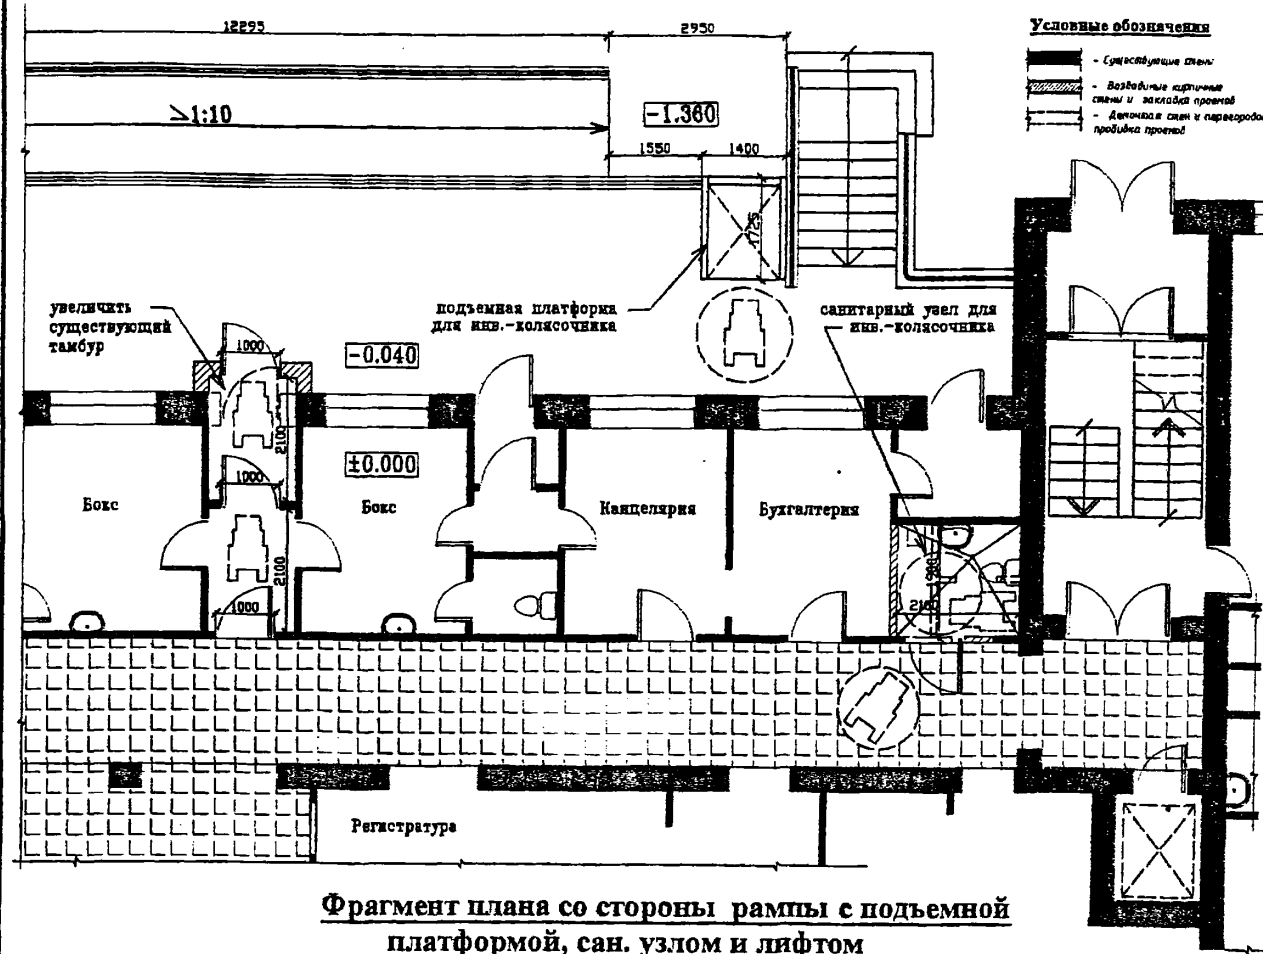 12295
2950
Условные обозначения
- Существующие стены
- Возводимые кирпичные
стены и закладка проемов
- Демонтаж стен и перегородок
пробивка проемов
1:10
-1.360
1550
1400
1725
увеличить
существующий
тамбур
подъемная платформа
для инв.-колясочника
санитарный узел для
инв.-колясочника
1000
-0.040
2100
±0.000
1000
Бокс
Бокс
Канцелярия
Бухгалтерия
2100
1900
1000
2100
Регистратура
Фрагмент плана со стороны рампы с подъемной
платформой, сан. узлом и лифтом